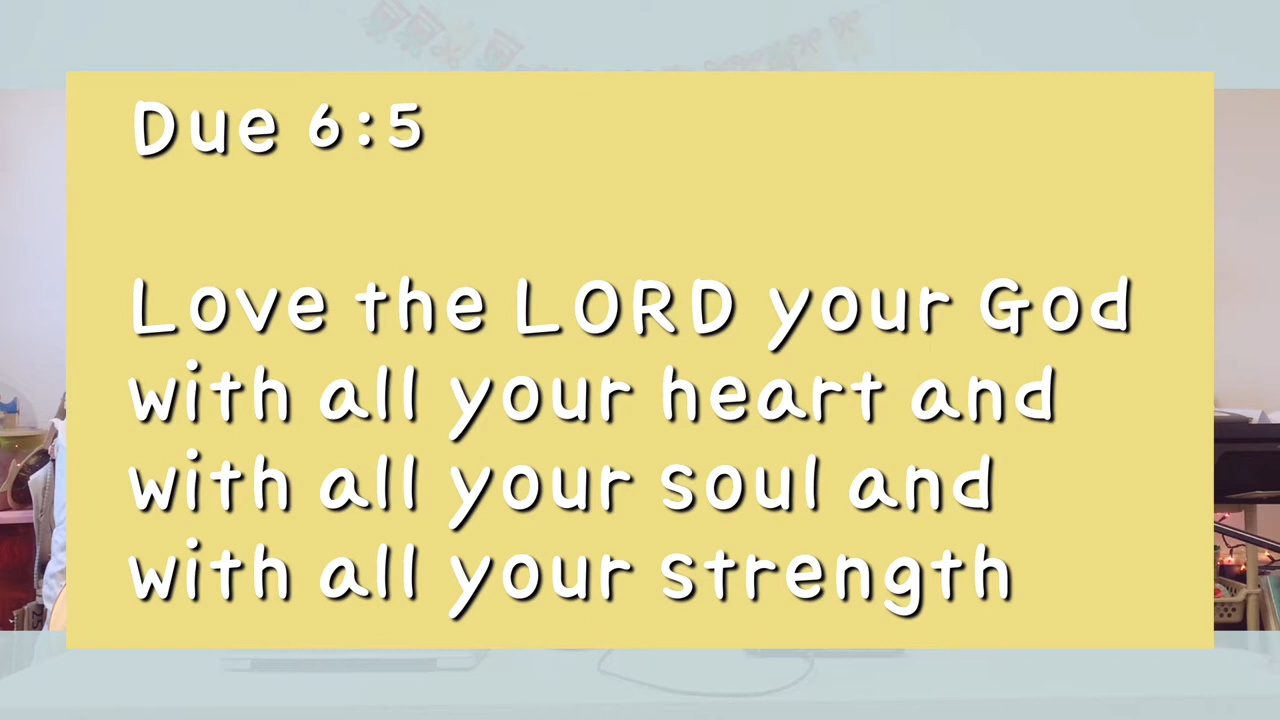 Due 6:5
Love the LORD your God
with all your heart and
with all your soul and
with all your strength